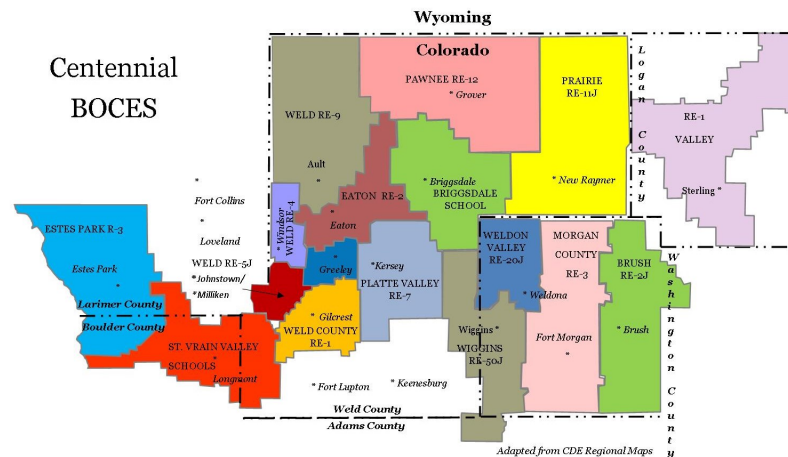 Wyoming
Centennial
BOCES
Colorado
Logan County
PAWNEE RE-12
Grover
PRAIRIE
RE-11J
WELD RE-9
RE-1
VALLEY
Ault
Sterling
Fort Collins
Briggsdale
BRIGGSDALE
SCHOOL
New Raymer
EATON RE-2
Eaton
Windsor
WELD RE-4
ESTES PARK R-3
Loveland
WELD RE-5J
Johnstown/
Milliken
Estes Park
Larimer County
Boulder County
Greeley
Kersey
PLATTE VALLEY
RE-7
WELDON
VALLEY
RE-20J
Weldona
MORGAN
COUNTY
RE-3
BRUSH
RE-2J
Washington County
Gilcrest
WELD COUNTY
RE-1
Wiggins
WIGGINS
RE-50J
Fort Morgan
Brush
ST. VRAIN VALLEY
SCHOOLS
Longmont
Fort Lupton
Keenesburg
Weld County
Adams County
Adapted from CDE Regional Maps